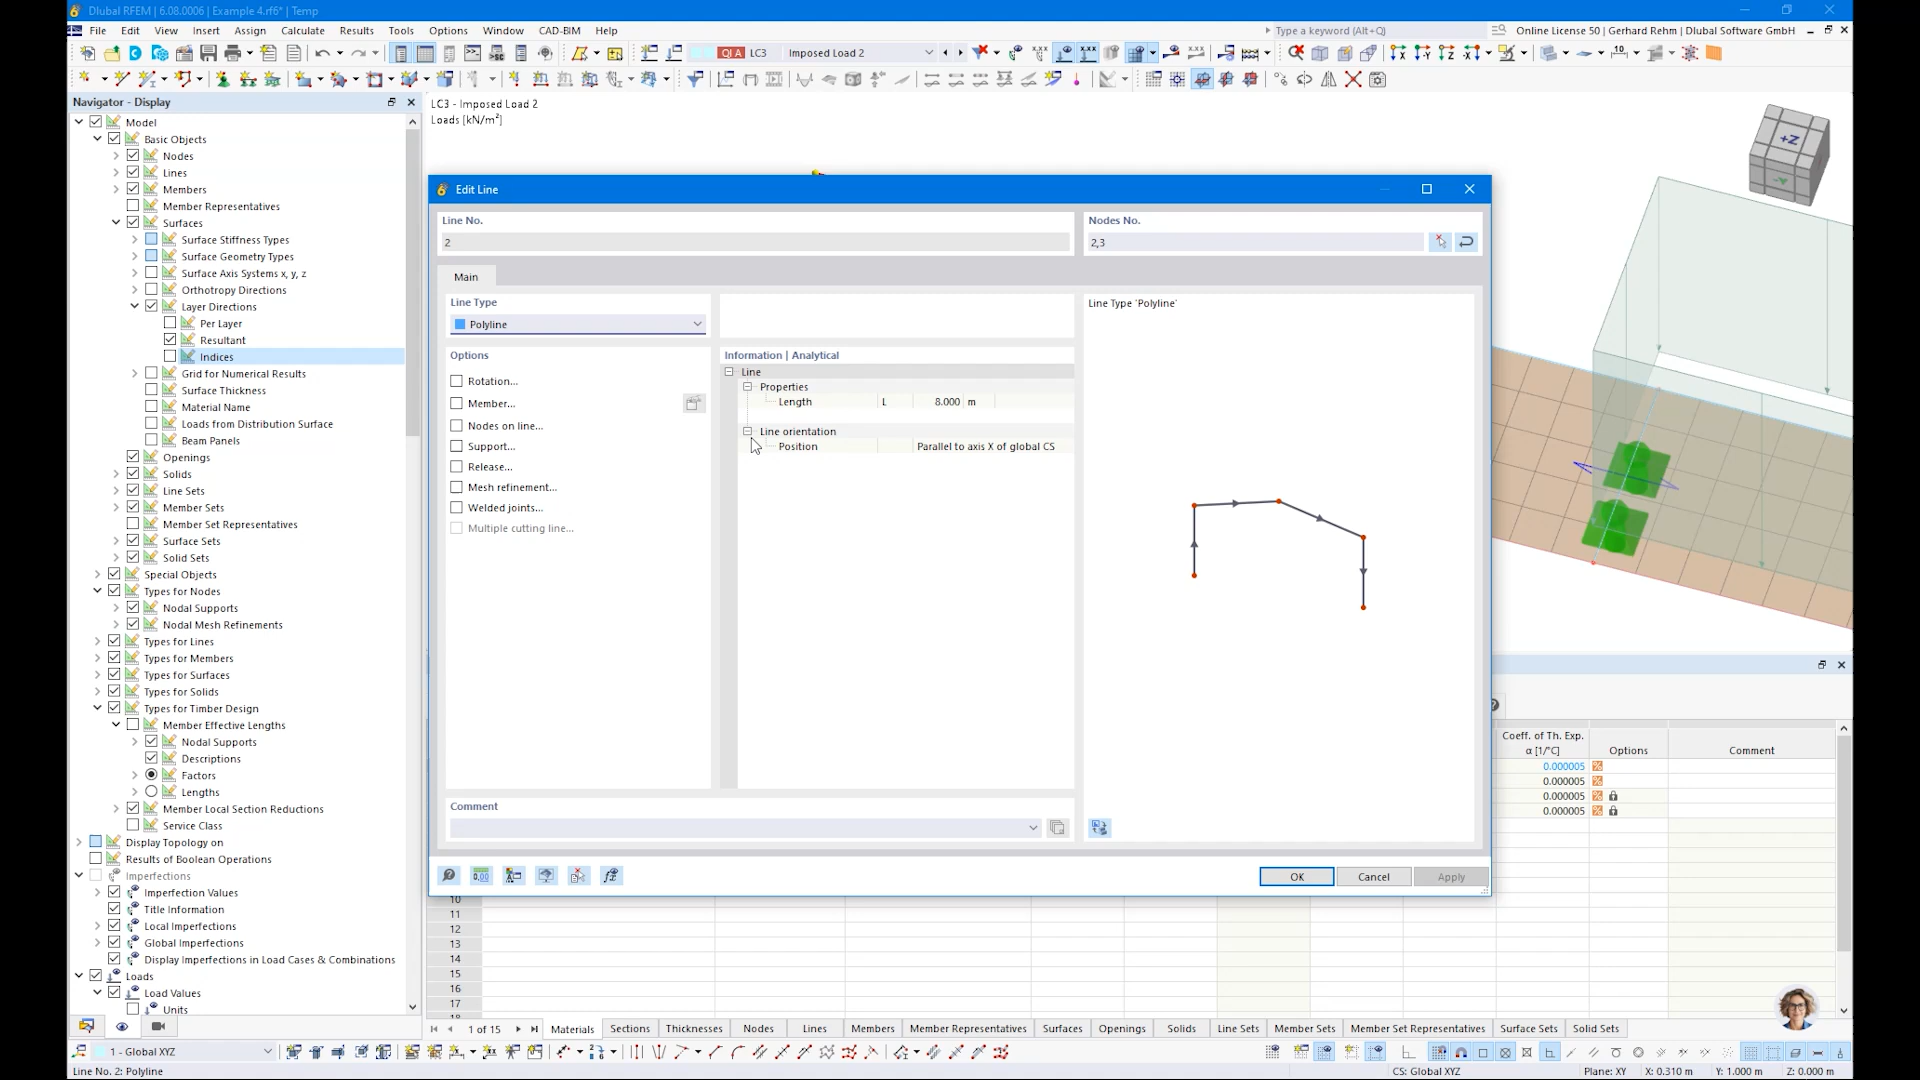 Dlubal RFEM | 6.08.0006 | Example 4.rf6* | Temp
File Edit View Insert Assign Calculate Results Tools Options Window CAD-BIM Help
Type a keyword (Alt+Q)
Online License 50 | Gerhard Rehm | Dlubal Software GmbH
QI A LC3 Imposed Load 2
Navigator - Display
Model
Basic Objects
Nodes
Lines
Members
Member Representatives
Surfaces
Surface Stiffness Types
Surface Geometry Types
Surface Axis Systems x, y, z
Orthotropy Directions
Layer Directions
Per Layer
Resultant
Indices
Grid for Numerical Results
Surface Thickness
Material Name
Loads from Distribution Surface
Beam Panels
Openings
Solids
Line Sets
Member Sets
Member Set Representatives
Surface Sets
Solid Sets
Special Objects
Types for Nodes
Nodal Supports
Nodal Mesh Refinements
Types for Lines
Types for Members
Types for Surfaces
Types for Solids
Types for Timber Design
Member Effective Lengths
Nodal Supports
Descriptions
Factors
Lengths
Member Local Section Reductions
Service Class
Display Topology on
Results of Boolean Operations
Imperfections
Imperfection Values
Title Information
Local Imperfections
Global Imperfections
Display Imperfections in Load Cases & Combinations
Loads
Load Values
Units
LC3 - Imposed Load 2
Loads [kN/m²]
+Z
-Y
Edit Line
Line No.
2
Nodes No.
2,3
Main
Line Type
Polyline
Options
Rotation...
Member...
Nodes on line...
Support...
Release...
Mesh refinement...
Welded joints...
Multiple cutting line...
Information | Analytical
Line
Properties
Length L 8.000 m
Line orientation
Position Parallel to axis X of global CS
Line Type 'Polyline'
Comment
OK Cancel Apply
Coeff. of Th. Exp.
α [1/°C] Options Comment
0.000005
0.000005
0.000005
0.000005
10
11
12
13
14
15
16
17
18
1 of 15 Materials Sections Thicknesses Nodes Lines Members Member Representatives Surfaces Openings Solids Line Sets Member Sets Member Set Representatives Surface Sets Solid Sets
1 - Global XYZ
Line No. 2: Polyline
CS: Global XYZ Plane: XY X: 0.310 m Y: 1.000 m Z: 0.000 m